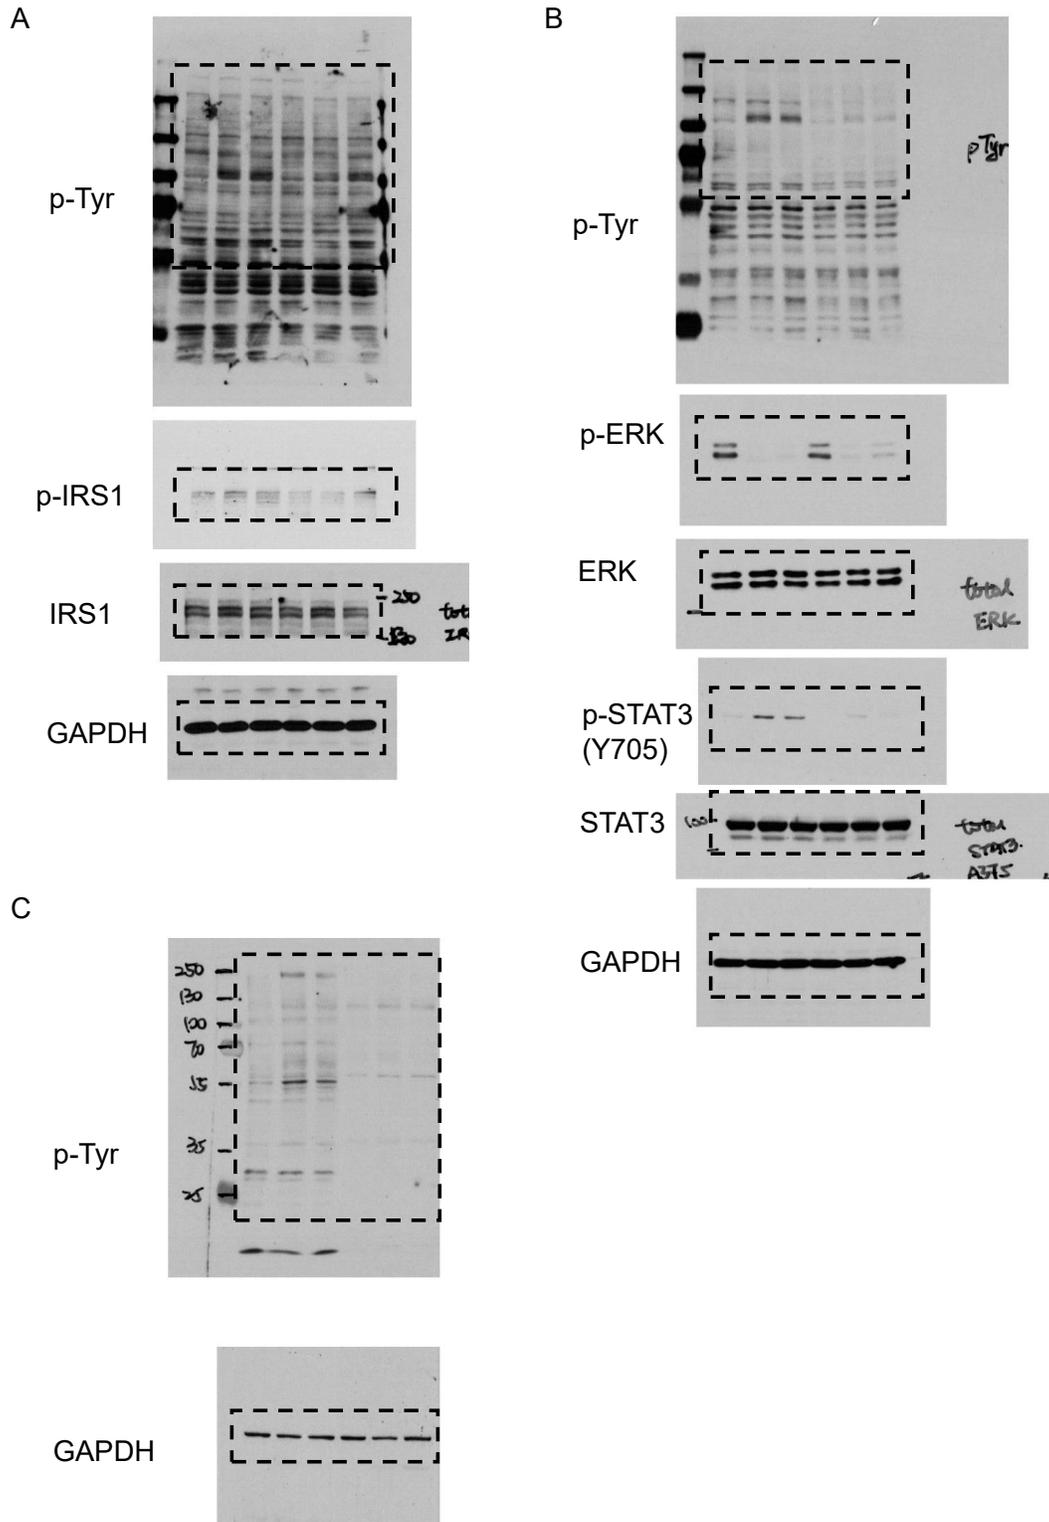 A
p-Tyr
p-IRS1
IRS1
250
130
GAPDH
B
p-Tyr
pTyr
p-ERK
ERK
total
ERK
p-STAT3
(Y705)
STAT3
100
total
STAT3.
A375
GAPDH
C
p-Tyr
250
130
100
70
55
35
25
GAPDH